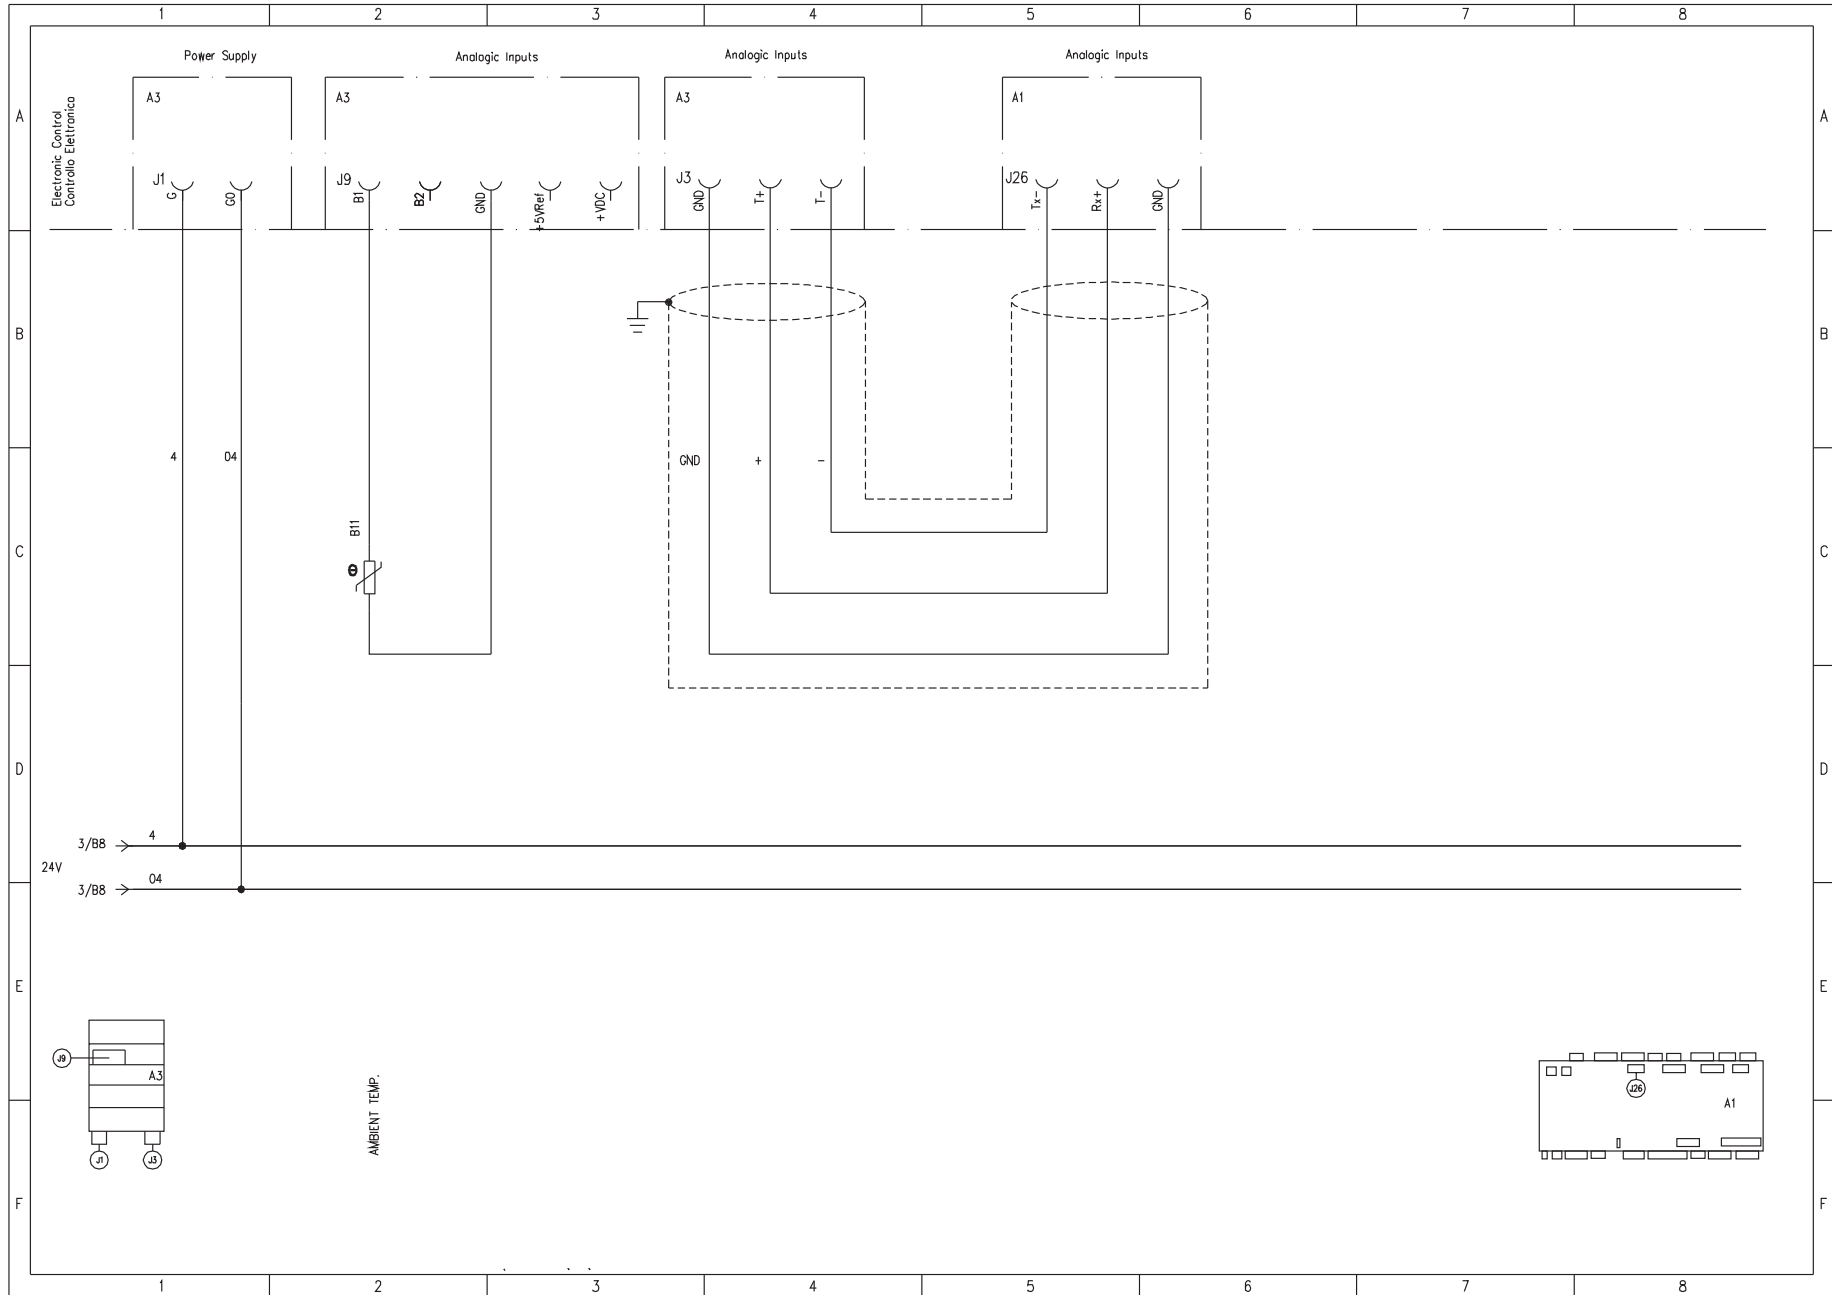 1 2 3 4 5 6 7 8
Power Supply
Analogic Inputs
Analogic Inputs
Analogic Inputs
A
A
Electronic Control
Controllo Elettronico
A3
A3
A3
A1
J1
G
G0
J9
B1
B2
GND
+5VRef
+VDC
J3
GND
T+
T-
J26
Tx-
Rx+
GND
B
B
4
04
GND
+
-
B11
C
C
Θ
D
D
3/B8
4
24V
3/B8
04
E
E
J9
A3
J1
J3
AMBIENT TEMP.
J26
A1
F
F
1 2 3 4 5 6 7 8